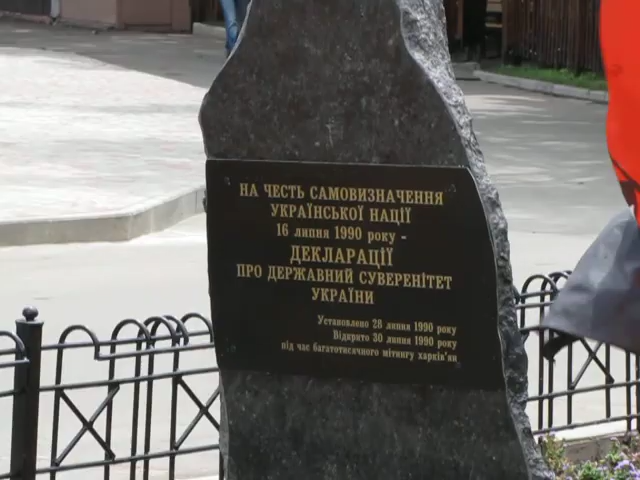 НА ЧЕСТЬ САМОВИЗНАЧЕННЯ
УКРАЇНСЬКОЇ НАЦІЇ
16 липня 1990 року -
ДЕКЛАРАЦІЇ
ПРО ДЕРЖАВНИЙ СУВЕРЕНІТЕТ
УКРАЇНИ
Установлено 28 липня 1990 року
Відкрито 30 липня 1990 року
під час багатотисячного мітингу харків'ян